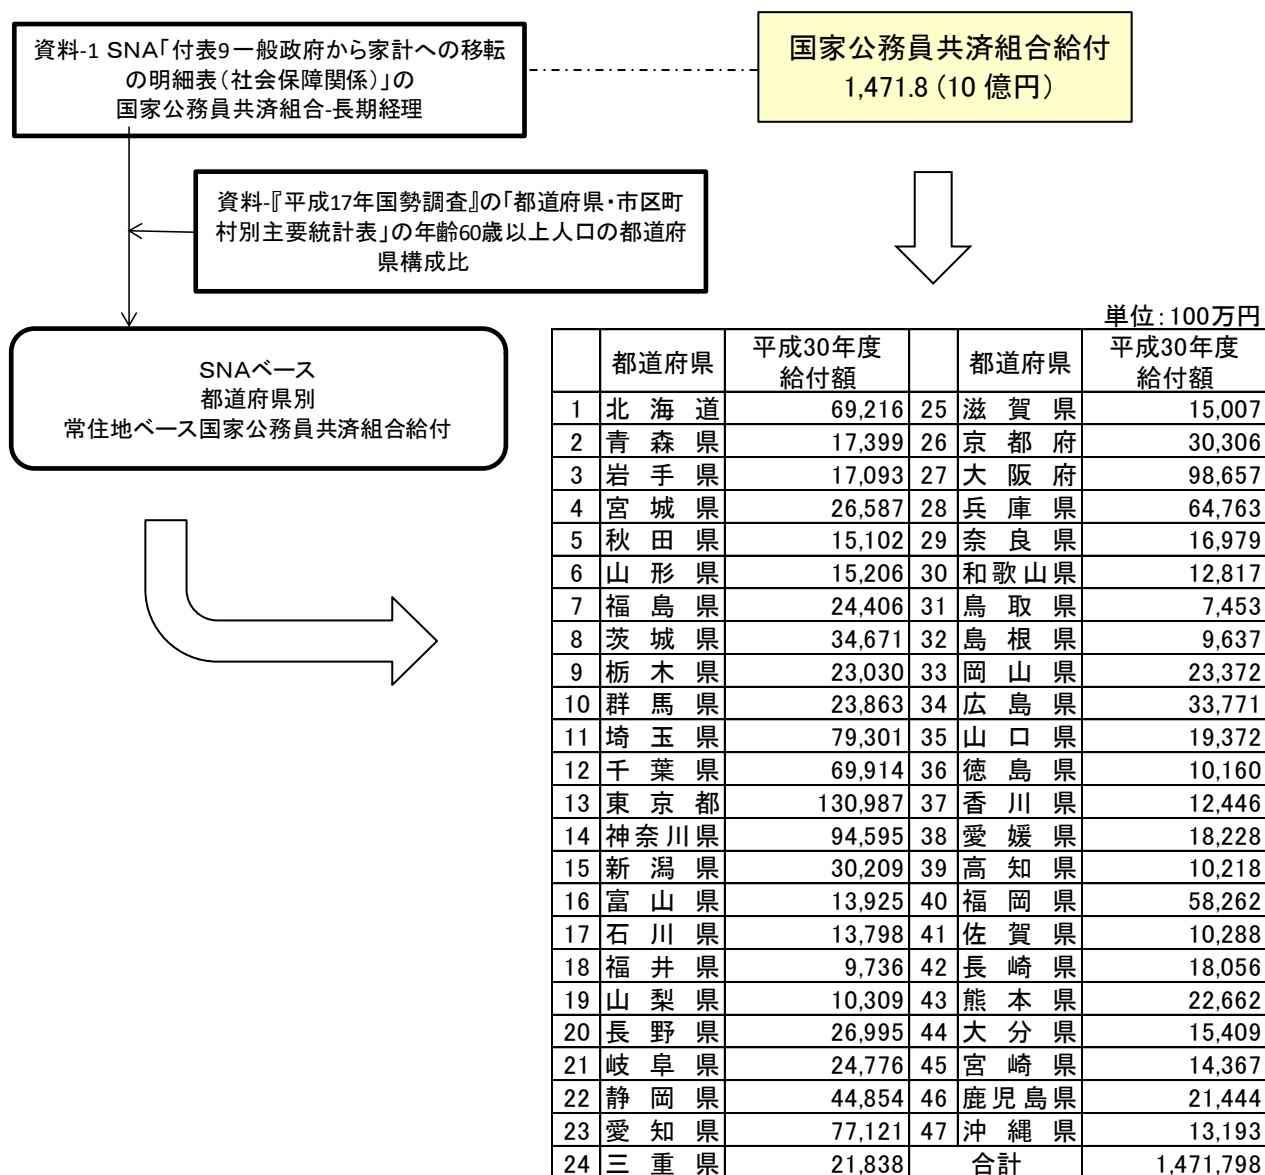 資料-1 SNA「付表9一般政府から家計への移転
の明細表(社会保障関係)」の
国家公務員共済組合-長期経理
国家公務員共済組合給付
1,471.8(10 億円)
資料-『平成17年国勢調査』の「都道府県・市区町
村別主要統計表」の年齢60歳以上人口の都道府
県構成比
SNAベース
都道府県別
常住地ベース国家公務員共済組合給付
単位:100万円
都道府県 平成30年度 都道府県 平成30年度
給付額 給付額
1 北海道 69,216 25 滋賀県 15,007
2 青森県 17,399 26 京都府 30,306
3 岩手県 17,093 27 大阪府 98,657
4 宮城県 26,587 28 兵庫県 64,763
5 秋田県 15,102 29 奈良県 16,979
6 山形県 15,206 30 和歌山県 12,817
7 福島県 24,406 31 鳥取県 7,453
8 茨城県 34,671 32 島根県 9,637
9 栃木県 23,030 33 岡山県 23,372
10 群馬県 23,863 34 広島県 33,771
11 埼玉県 79,301 35 山口県 19,372
12 千葉県 69,914 36 徳島県 10,160
13 東京都 130,987 37 香川県 12,446
14 神奈川県 94,595 38 愛媛県 18,228
15 新潟県 30,209 39 高知県 10,218
16 富山県 13,925 40 福岡県 58,262
17 石川県 13,798 41 佐賀県 10,288
18 福井県 9,736 42 長崎県 18,056
19 山梨県 10,309 43 熊本県 22,662
20 長野県 26,995 44 大分県 15,409
21 岐阜県 24,776 45 宮崎県 14,367
22 静岡県 44,854 46 鹿児島県 21,444
23 愛知県 77,121 47 沖縄県 13,193
24 三重県 21,838 合計 1,471,798